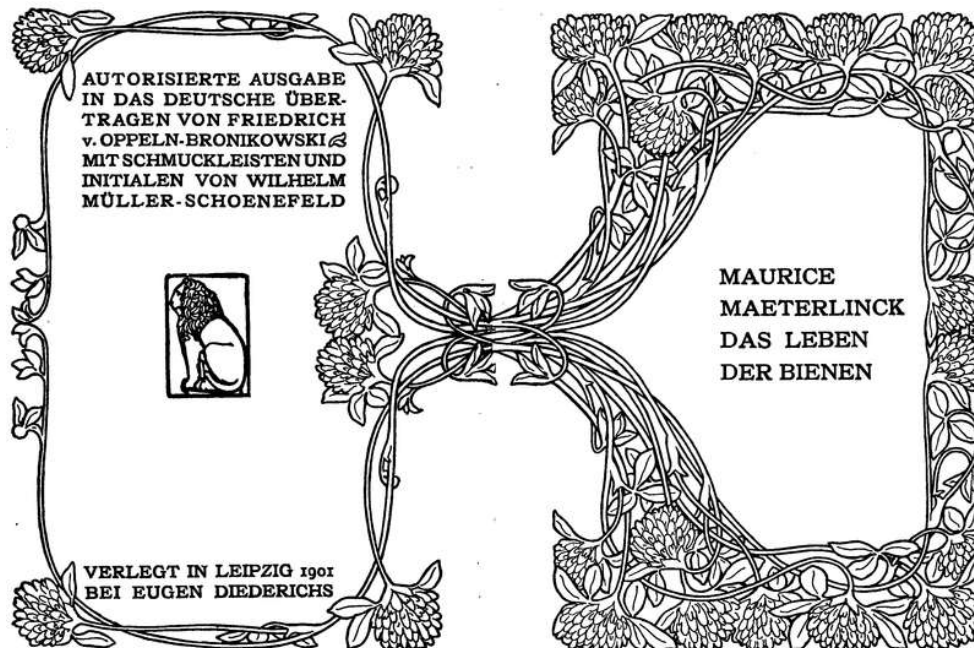 AUTORISIERTE AUSGABE
IN DAS DEUTSCHE ÜBER-
TRAGEN VON FRIEDRICH
v. OPPELN-BRONIKOWSKI
MIT SCHMUCKLEISTEN UND
INITIALEN VON WILHELM
MÜLLER-SCHOENEFELD
VERLEGT IN LEIPZIG 1901
BEI EUGEN DIEDERICHS
MAURICE
MAETERLINCK
DAS LEBEN
DER BIENEN